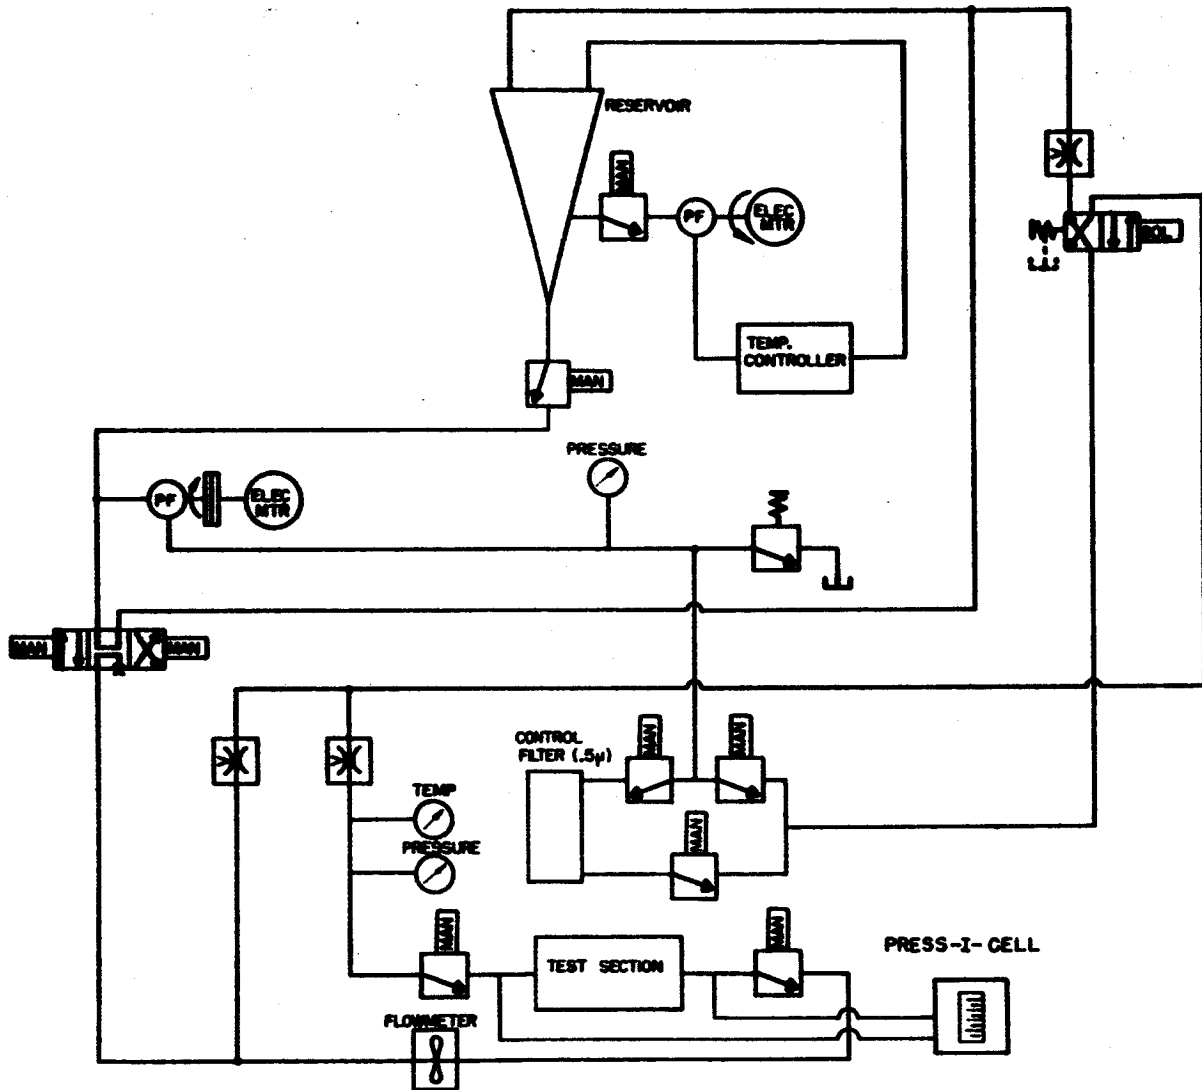 RESERVOIR
MAN
PF
ELEC
MTR
SOL
TEMP.
CONTROLLER
MAN
PRESSURE
PF
ELEC
MTR
MAN
MAN
CONTROL
FILTER (.5µ)
MAN
MAN
TEMP
MAN
PRESSURE
MAN
TEST SECTION
MAN
PRESS-I-CELL
FLOWMETER